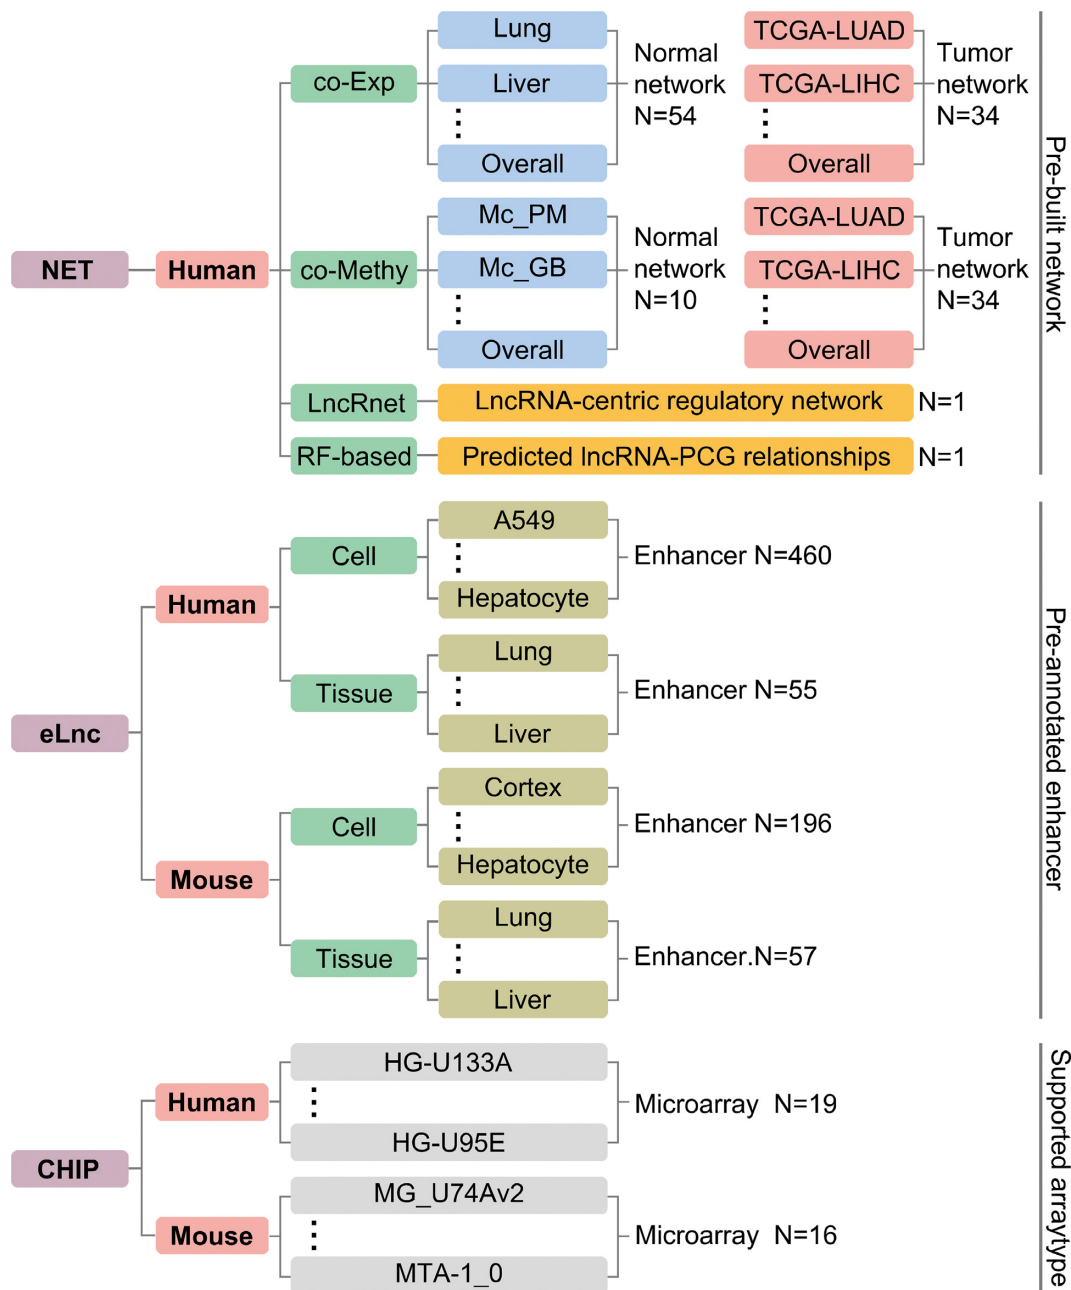 NET
Human
co-Exp
Lung
Liver
Overall
Normal
network
N=54
TCGA-LUAD
TCGA-LIHC
Overall
Tumor
network
N=34
co-Methy
Mc_PM
Mc_GB
Overall
Normal
network
N=10
TCGA-LUAD
TCGA-LIHC
Overall
Tumor
network
N=34
LncRnet
LncRNA-centric regulatory network
N=1
RF-based
Predicted lncRNA-PCG relationships
N=1
Pre-built network
eLnc
Human
Cell
A549
Hepatocyte
Enhancer N=460
Tissue
Lung
Liver
Enhancer N=55
Mouse
Cell
Cortex
Hepatocyte
Enhancer N=196
Tissue
Lung
Liver
Enhancer.N=57
Pre-annotated enhancer
CHIP
Human
HG-U133A
HG-U95E
Microarray N=19
Mouse
MG_U74Av2
MTA-1_0
Microarray N=16
Supported arraytype